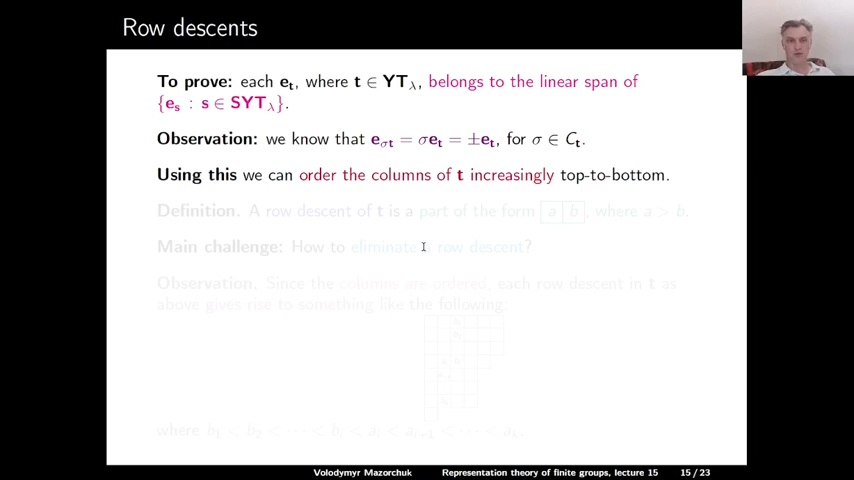 Row descents
To prove: each e_t, where t ∈ YT_λ, belongs to the linear span of
{e_s : s ∈ SYT_λ}.
Observation: we know that e_σt = σe_t = ±e_t, for σ ∈ C_t.
Using this we can order the columns of t increasingly top-to-bottom.
Definition. A row descent of t is a part of the form a b, where a > b.
Main challenge: How to eliminate a row descent?
Observation. Since the columns are ordered, each row descent in t as
above gives rise to something like the following:
where b_1 < b_2 < ··· < b_i < a_i < a_{i+1} < ··· < a_k.
Volodymyr Mazorchuk Representation theory of finite groups, lecture 15 15 / 23